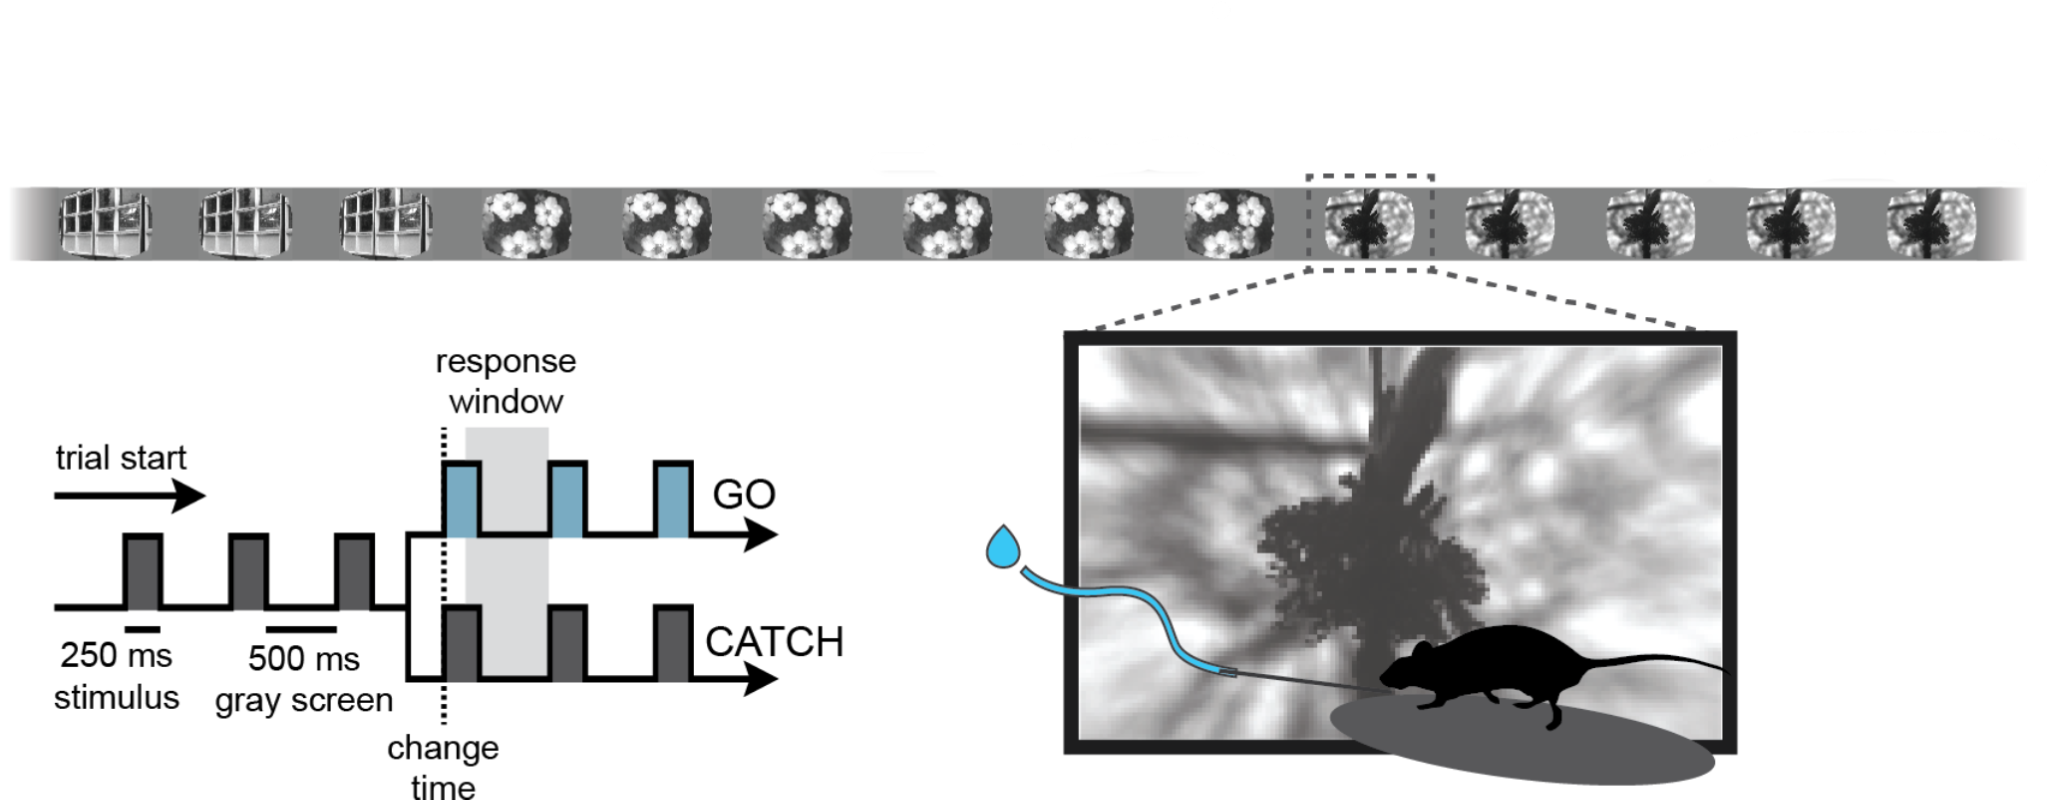 response
window
trial start
GO
250 ms
stimulus
500 ms
gray screen
CATCH
change
time